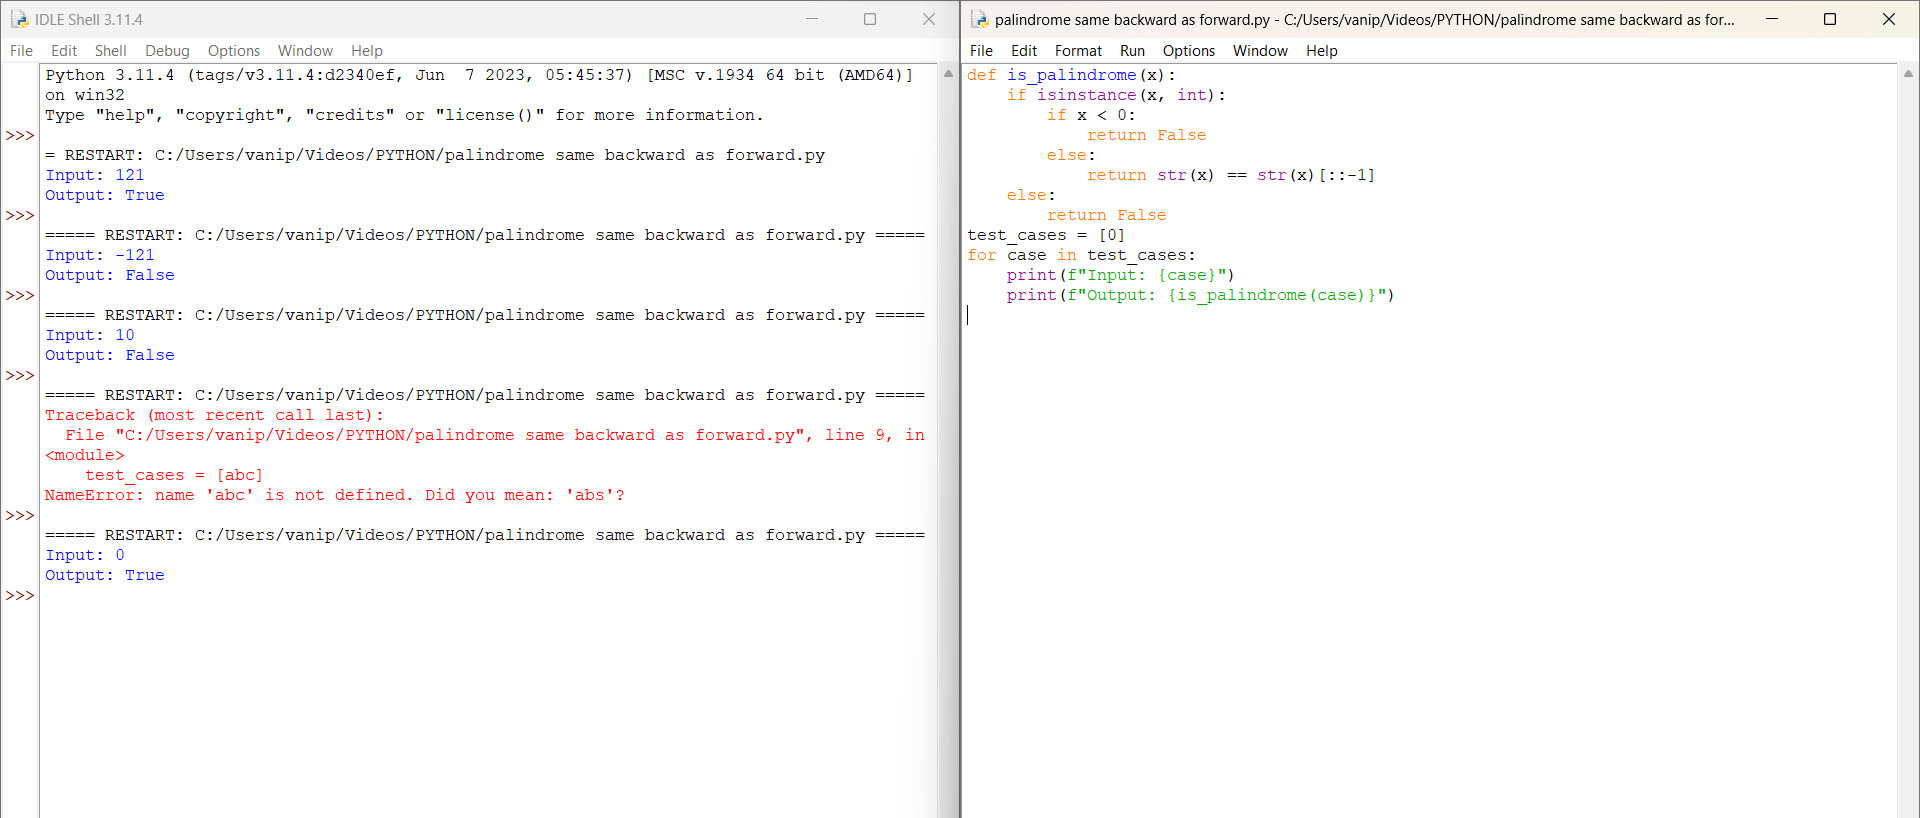 IDLE Shell 3.11.4
File Edit Shell Debug Options Window Help
Python 3.11.4 (tags/v3.11.4:d2340ef, Jun  7 2023, 05:45:37) [MSC v.1934 64 bit (AMD64)]
on win32
Type "help", "copyright", "credits" or "license()" for more information.
>>>
= RESTART: C:/Users/vanip/Videos/PYTHON/palindrome same backward as forward.py
Input: 121
Output: True
>>>
===== RESTART: C:/Users/vanip/Videos/PYTHON/palindrome same backward as forward.py =====
Input: -121
Output: False
>>>
===== RESTART: C:/Users/vanip/Videos/PYTHON/palindrome same backward as forward.py =====
Input: 10
Output: False
>>>
===== RESTART: C:/Users/vanip/Videos/PYTHON/palindrome same backward as forward.py =====
Traceback (most recent call last):
  File "C:/Users/vanip/Videos/PYTHON/palindrome same backward as forward.py", line 9, in
<module>
    test_cases = [abc]
NameError: name 'abc' is not defined. Did you mean: 'abs'?
>>>
===== RESTART: C:/Users/vanip/Videos/PYTHON/palindrome same backward as forward.py =====
Input: 0
Output: True
>>>
palindrome same backward as forward.py - C:/Users/vanip/Videos/PYTHON/palindrome same backward as for...
File Edit Format Run Options Window Help
def is_palindrome(x):
    if isinstance(x, int):
        if x < 0:
            return False
        else:
            return str(x) == str(x)[::-1]
    else:
        return False
test_cases = [0]
for case in test_cases:
    print(f"Input: {case}")
    print(f"Output: {is_palindrome(case)}")